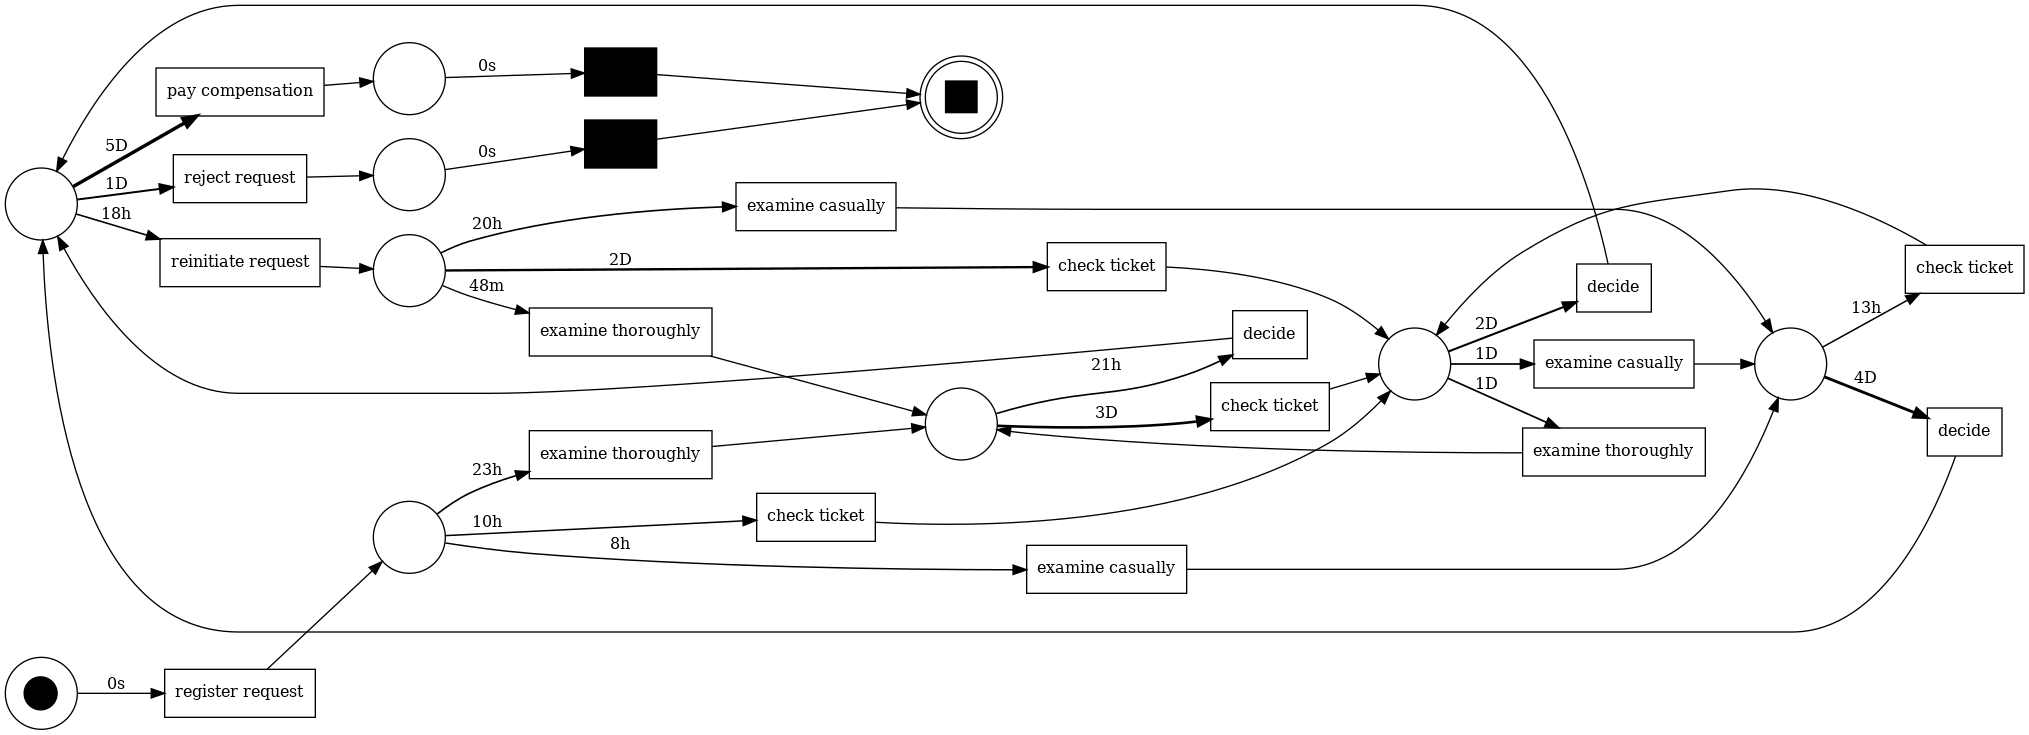 pay compensation
0s
5D
reject request
0s
1D
18h
reinitiate request
20h
examine casually
2D
check ticket
48m
examine thoroughly
decide
21h
3D
check ticket
2D
decide
1D
examine casually
1D
examine thoroughly
13h
check ticket
4D
decide
23h
examine thoroughly
10h
check ticket
8h
examine casually
0s
register request